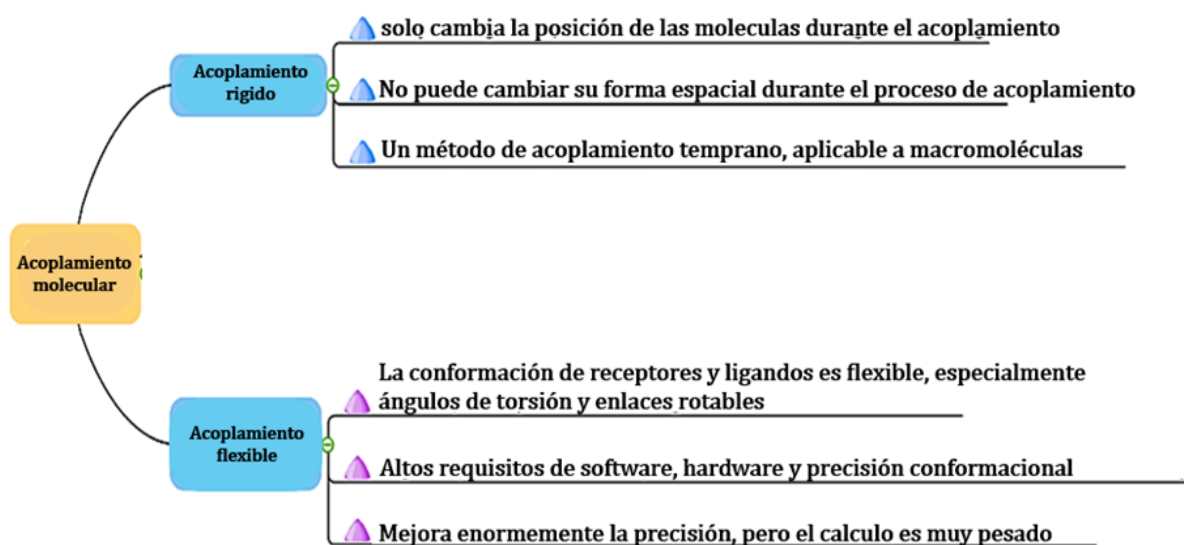 Acoplamiento
molecular
Acoplamiento
rigido
solo cambia la posición de las moleculas durante el acoplamiento
No puede cambiar su forma espacial durante el proceso de acoplamiento
Un método de acoplamiento temprano, aplicable a macromoléculas
Acoplamiento
flexible
La conformación de receptores y ligandos es flexible, especialmente
ángulos de torsión y enlaces rotables
Altos requisitos de software, hardware y precisión conformacional
Mejora enormemente la precisión, pero el calculo es muy pesado